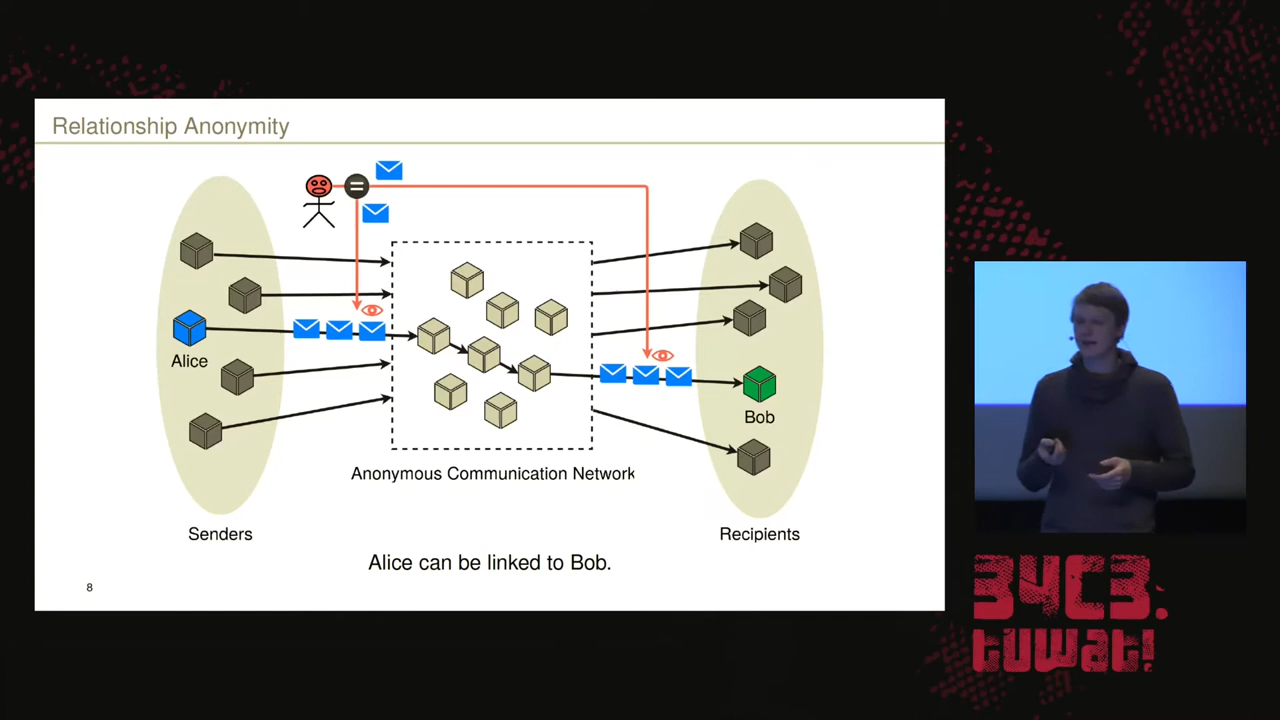 Relationship Anonymity
=
Alice
Bob
Anonymous Communication Network
Senders
Recipients
Alice can be linked to Bob.
8
34C3.
tuwat!